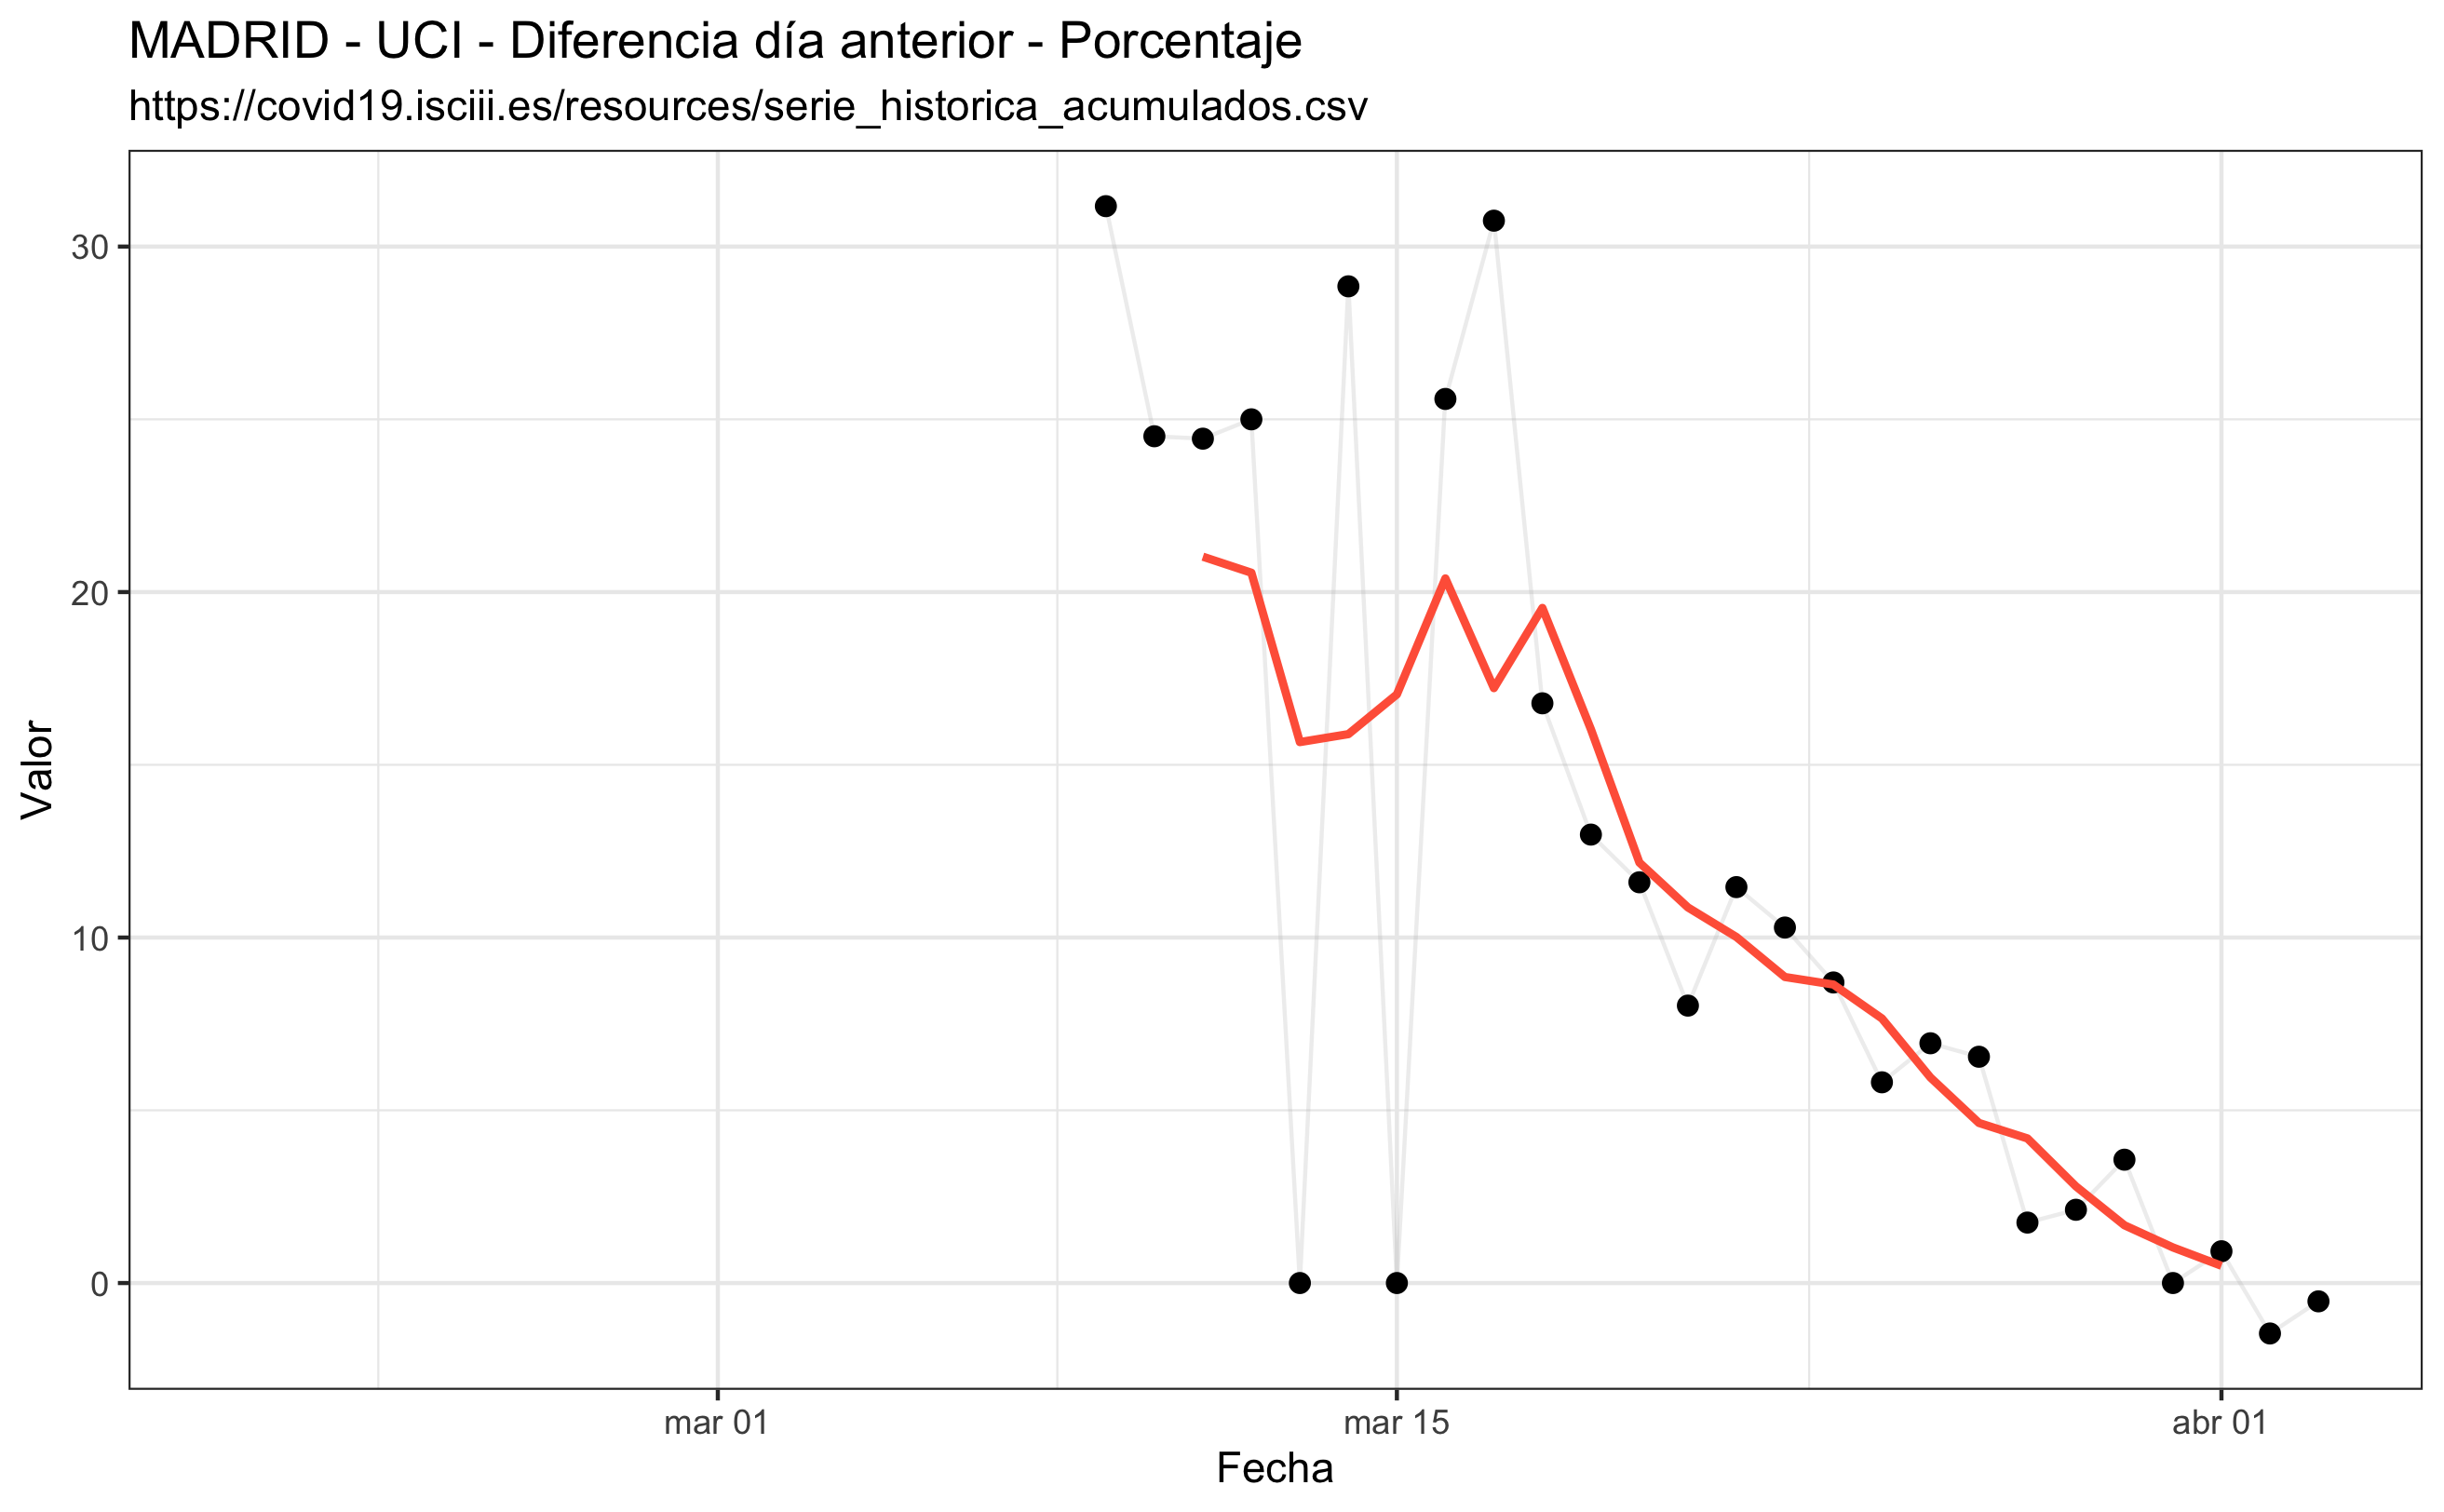 MADRID - UCI - Diferencia día anterior - Porcentaje
https://covid19.isciii.es/resources/serie_historica_acumulados.csv
30
20
10
0
Valor
mar 01
mar 15
abr 01
Fecha